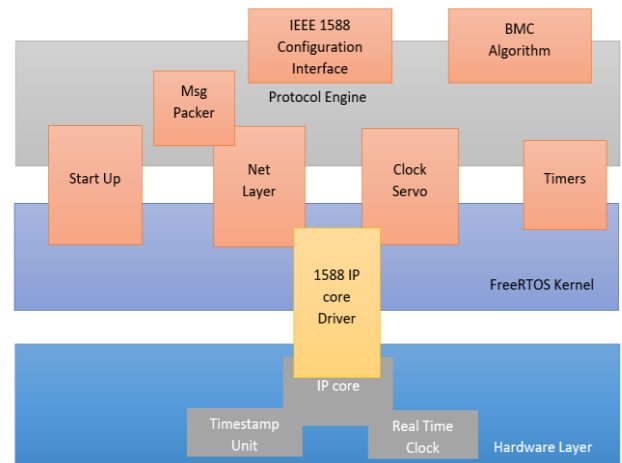 IEEE 1588
Configuration
Interface
BMC
Algorithm
Msg
Packer
Protocol Engine
Start Up
Net
Layer
Clock
Servo
Timers
1588 IP
core
Driver
FreeRTOS Kernel
IP core
Timestamp
Unit
Real Time
Clock
Hardware Layer